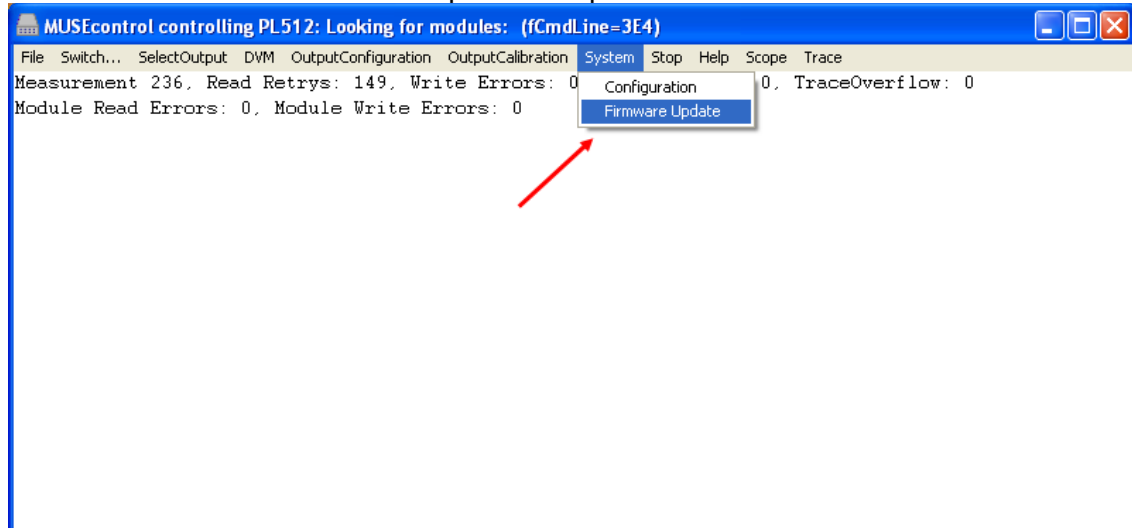 MUSEcontrol controlling PL512: Looking for modules: (fCmdLine=3E4)
File Switch... SelectOutput DVM OutputConfiguration OutputCalibration System Stop Help Scope Trace
Measurement 236, Read Retrys: 149, Write Errors: 0 0, TraceOverflow: 0
Configuration
Module Read Errors: 0, Module Write Errors: 0
Firmware Update